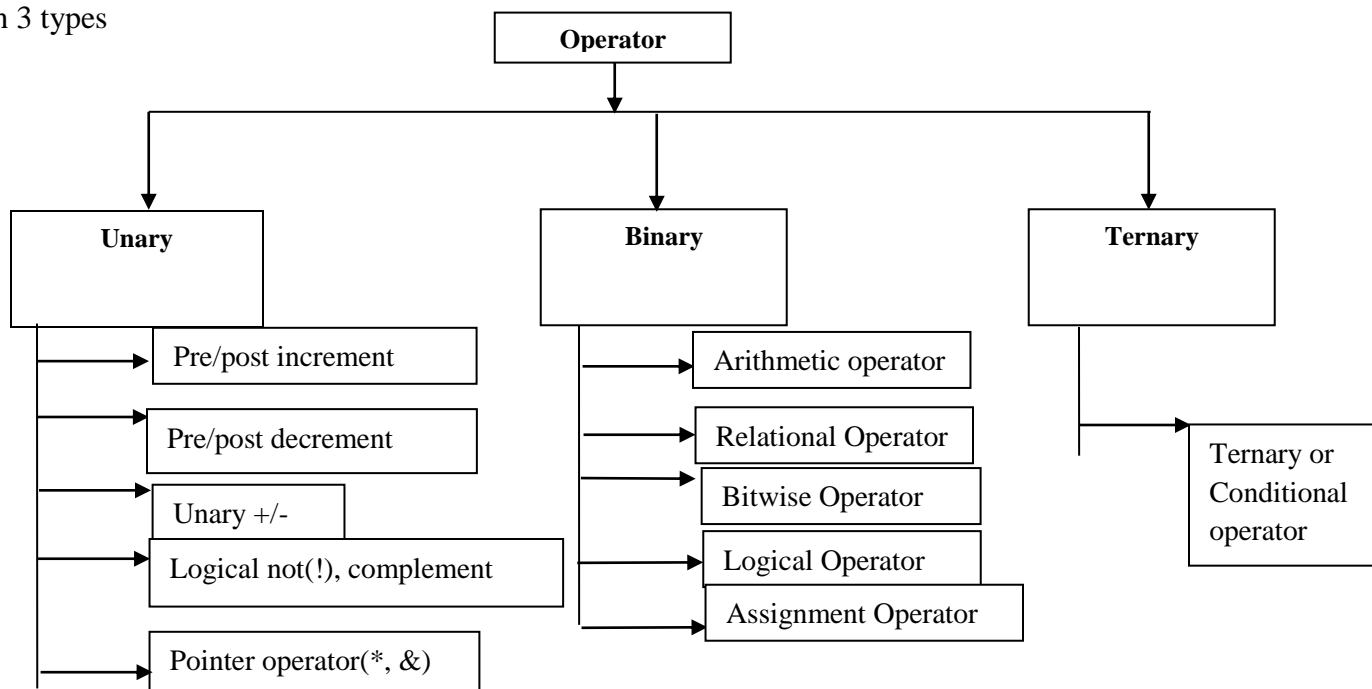 3 types
Operator
Unary
Binary
Ternary
Pre/post increment
Pre/post decrement
Unary +/-
Logical not(!), complement
Pointer operator(*, &)
Arithmetic operator
Relational Operator
Bitwise Operator
Logical Operator
Assignment Operator
Ternary or
Conditional
operator